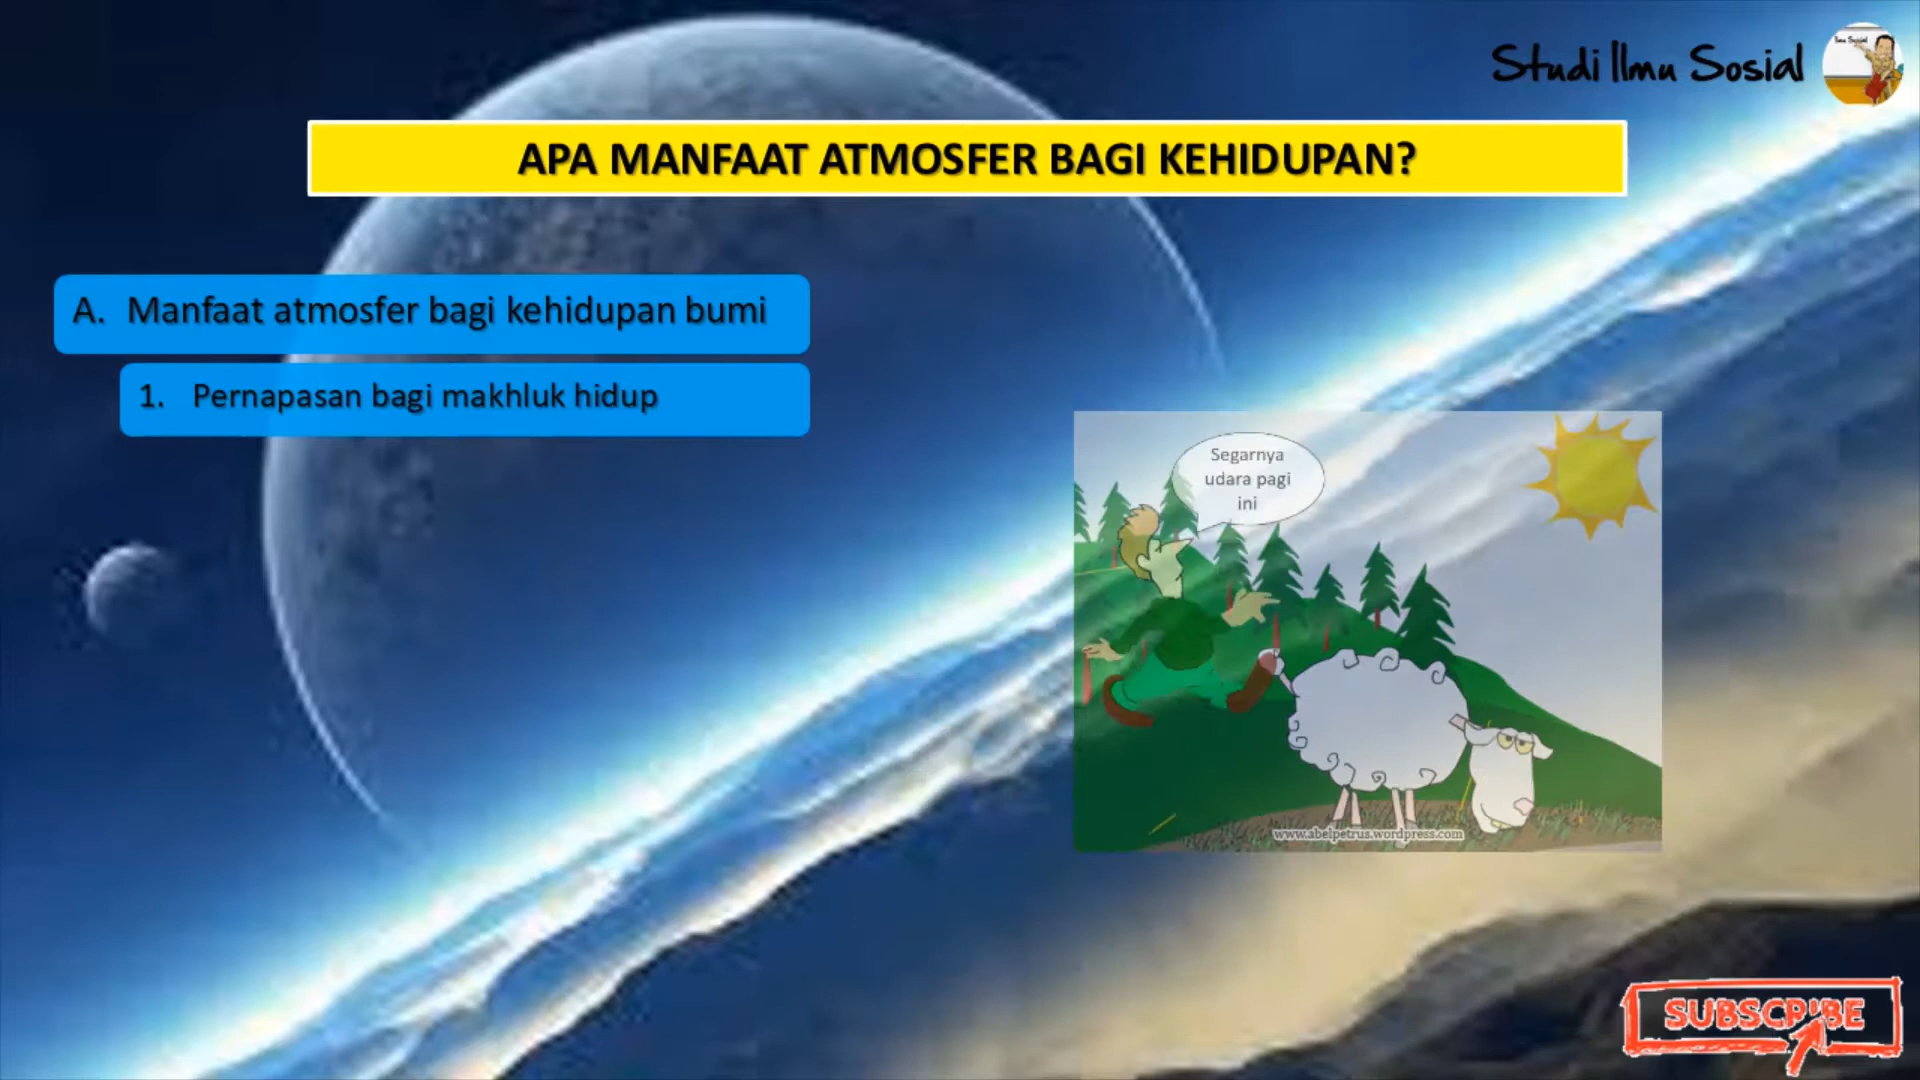 Studi Ilmu Sosial
APA MANFAAT ATMOSFER BAGI KEHIDUPAN?
A. Manfaat atmosfer bagi kehidupan bumi
1. Pernapasan bagi makhluk hidup
Segarnya
udara pagi
ini
www.abelpetrus.wordpress.com
SUBSCRIBE